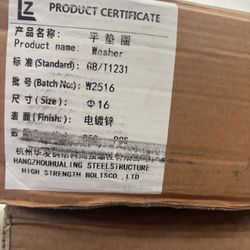 LZ
PRODUCT CERTIFICATE
产品名称: 平垫圈
Product name: Washer
标准(Standard): GB/T1231
批号(Batch No): W2516
尺寸(Size): Φ16
表面(Finish): 电镀锌
HANGZHOUHUALING STEELSTRUCTURE
HIGH STRENGTH BOLTSCO.,LTD